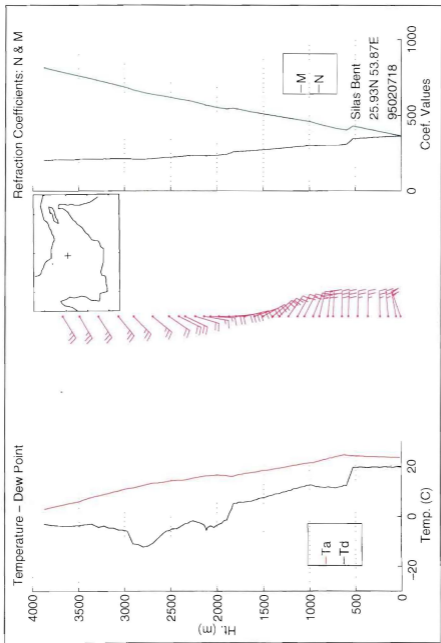 Temperature – Dew Point
Refraction Coefficients: N & M
4000
3500
3000
2500
2000
1500
1000
500
0
Ht. (m)
–20
0
20
Temp. (C)
–Ta
–Td
–M
–N
Silas Bent
25.93N 53.87E
95020718
0
500
1000
Coef. Values